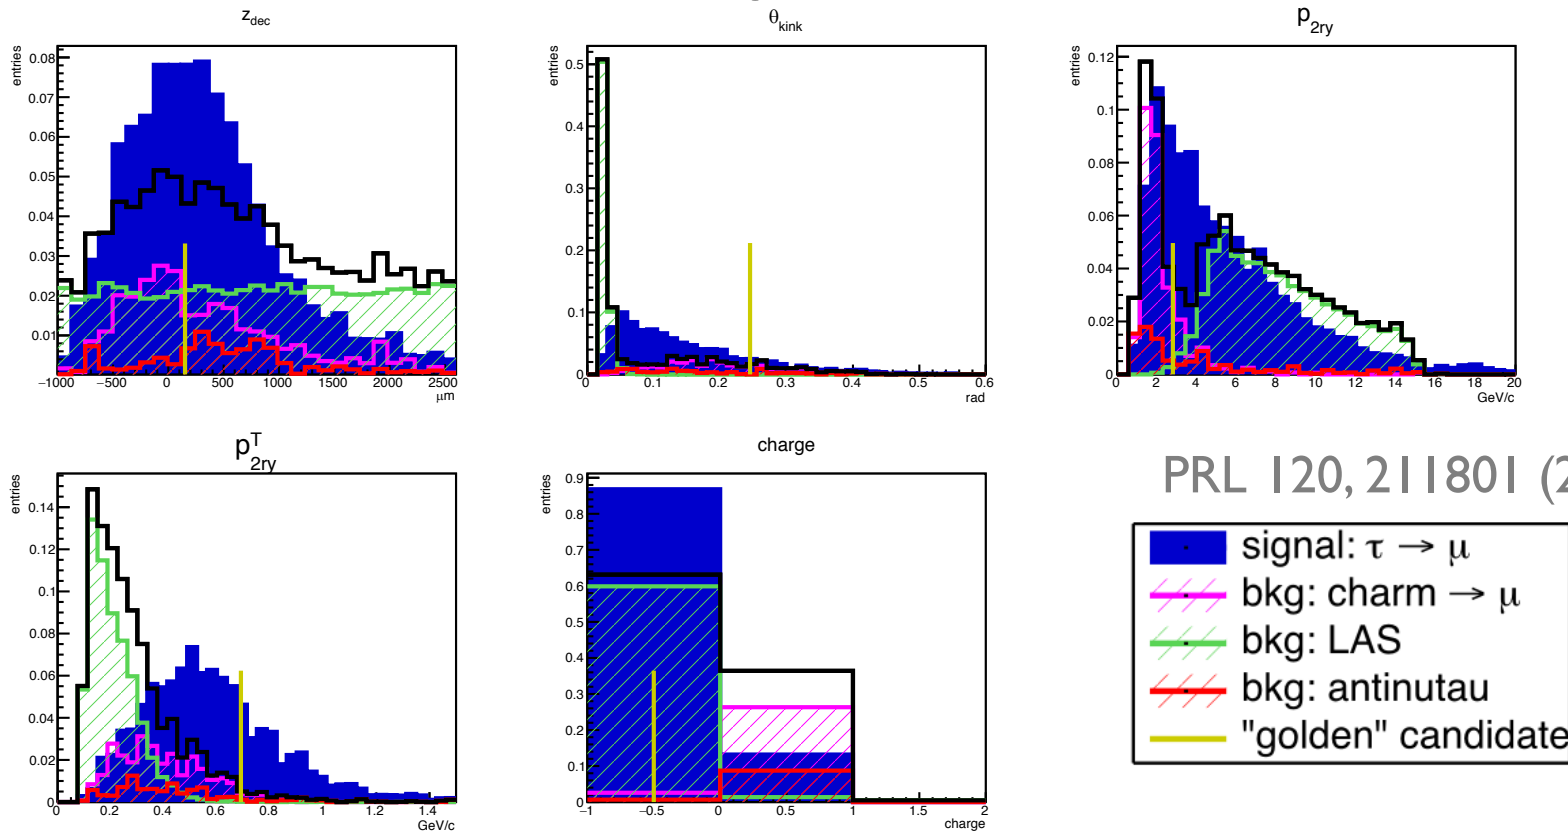 z_dec
entries
0.08
0.07
0.06
0.05
0.04
0.03
0.02
0.01
−1000 −500 0 500 1000 1500 2000 2500
μm
θ_kink
entries
0.5
0.4
0.3
0.2
0.1
0
0 0.1 0.2 0.3 0.4 0.5 0.6
rad
p_2ry
entries
0.12
0.1
0.08
0.06
0.04
0.02
0
0 2 4 6 8 10 12 14 16 18 20
GeV/c
p^T_2ry
entries
0.14
0.12
0.1
0.08
0.06
0.04
0.02
0
0 0.2 0.4 0.6 0.8 1 1.2 1.4
GeV/c
charge
entries
0.9
0.8
0.7
0.6
0.5
0.4
0.3
0.2
0.1
0
−1 −0.5 0 0.5 1 1.5 2
charge
PRL 120, 211801 (2
signal: τ → μ
bkg: charm → μ
bkg: LAS
bkg: antinutau
"golden" candidate